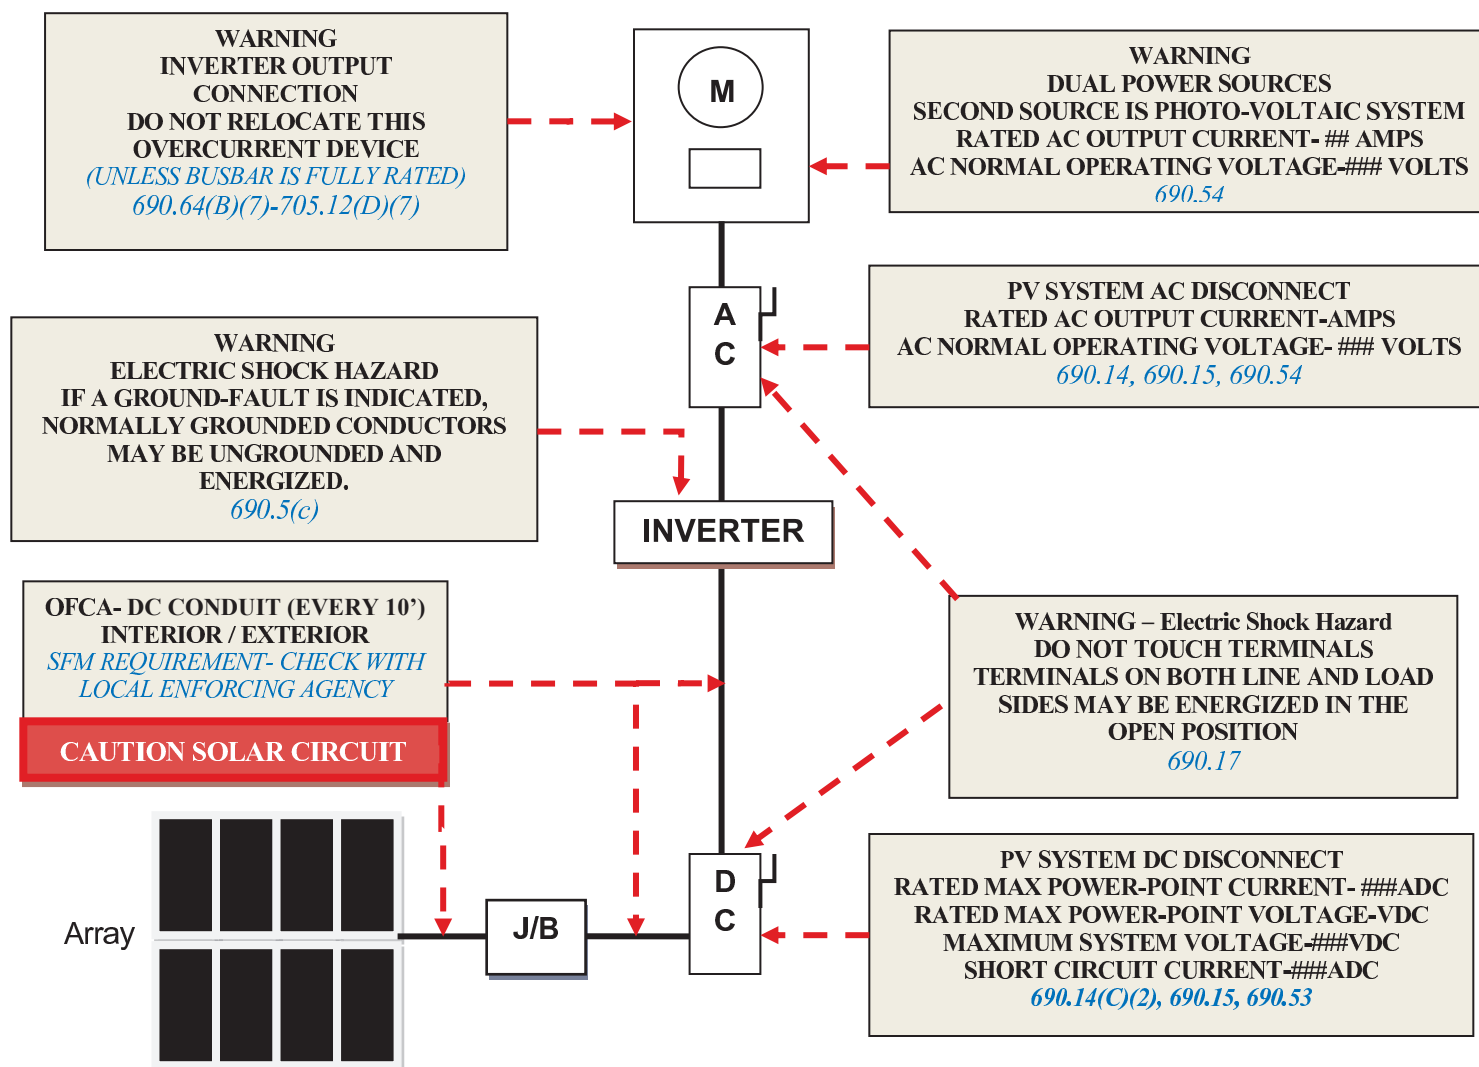 WARNING
INVERTER OUTPUT
CONNECTION
DO NOT RELOCATE THIS
OVERCURRENT DEVICE
(UNLESS BUSBAR IS FULLY RATED)
690.64(B)(7)-705.12(D)(7)
M
WARNING
DUAL POWER SOURCES
SECOND SOURCE IS PHOTO-VOLTAIC SYSTEM
RATED AC OUTPUT CURRENT- ## AMPS
AC NORMAL OPERATING VOLTAGE-### VOLTS
690.54
A
C
PV SYSTEM AC DISCONNECT
RATED AC OUTPUT CURRENT-AMPS
AC NORMAL OPERATING VOLTAGE- ### VOLTS
690.14, 690.15, 690.54
WARNING
ELECTRIC SHOCK HAZARD
IF A GROUND-FAULT IS INDICATED,
NORMALLY GROUNDED CONDUCTORS
MAY BE UNGROUNDED AND
ENERGIZED.
690.5(c)
INVERTER
OFCA- DC CONDUIT (EVERY 10’)
INTERIOR / EXTERIOR
SFM REQUIREMENT- CHECK WITH
LOCAL ENFORCING AGENCY
CAUTION SOLAR CIRCUIT
WARNING – Electric Shock Hazard
DO NOT TOUCH TERMINALS
TERMINALS ON BOTH LINE AND LOAD
SIDES MAY BE ENERGIZED IN THE
OPEN POSITION
690.17
Array
J/B
D
C
PV SYSTEM DC DISCONNECT
RATED MAX POWER-POINT CURRENT- ###ADC
RATED MAX POWER-POINT VOLTAGE-VDC
MAXIMUM SYSTEM VOLTAGE-###VDC
SHORT CIRCUIT CURRENT-###ADC
690.14(C)(2), 690.15, 690.53